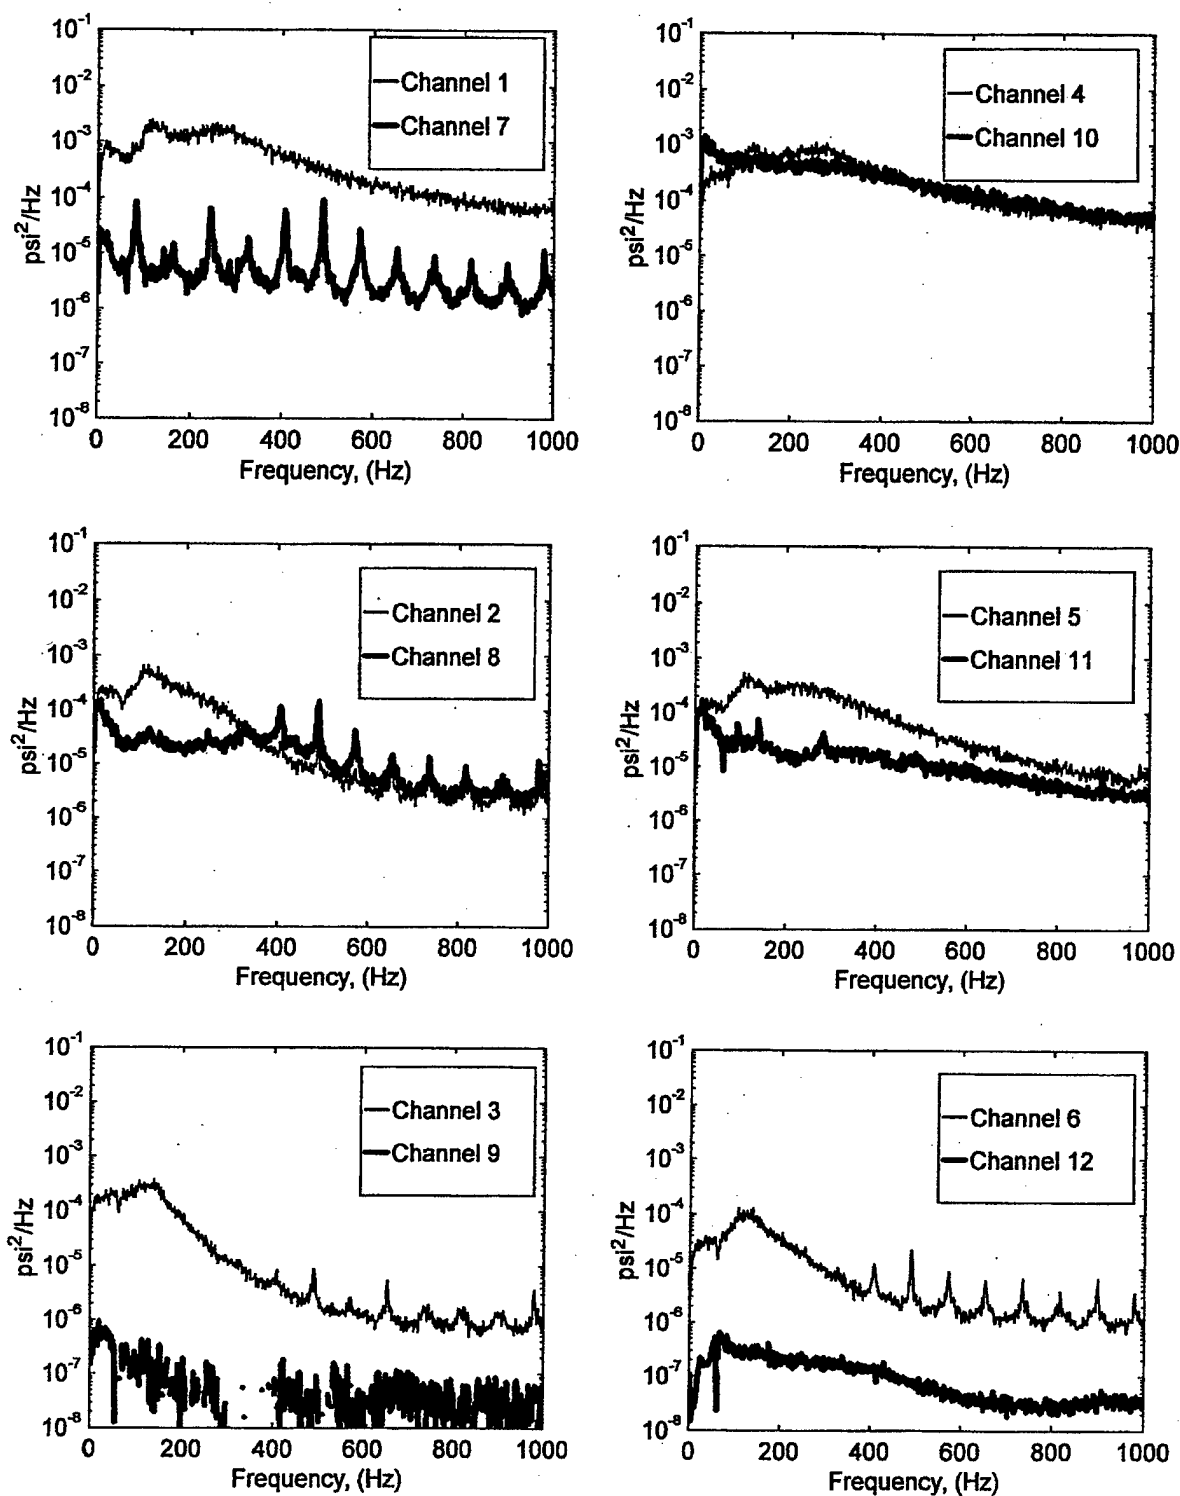 10⁻¹
10⁻²
10⁻³
10⁻⁴
10⁻⁵
10⁻⁶
10⁻⁷
10⁻⁸
psi²/Hz
Channel 1
Channel 7
0 200 400 600 800 1000
Frequency, (Hz)
10⁻¹
10⁻²
10⁻³
10⁻⁴
10⁻⁵
10⁻⁶
10⁻⁷
10⁻⁸
psi²/Hz
Channel 4
Channel 10
0 200 400 600 800 1000
Frequency, (Hz)
10⁻¹
10⁻²
10⁻³
10⁻⁴
10⁻⁵
10⁻⁶
10⁻⁷
10⁻⁸
psi²/Hz
Channel 2
Channel 8
0 200 400 600 800 1000
Frequency, (Hz)
10⁻¹
10⁻²
10⁻³
10⁻⁴
10⁻⁵
10⁻⁶
10⁻⁷
10⁻⁸
psi²/Hz
Channel 5
Channel 11
0 200 400 600 800 1000
Frequency, (Hz)
10⁻¹
10⁻²
10⁻³
10⁻⁴
10⁻⁵
10⁻⁶
10⁻⁷
10⁻⁸
psi²/Hz
Channel 3
Channel 9
0 200 400 600 800 1000
Frequency, (Hz)
10⁻¹
10⁻²
10⁻³
10⁻⁴
10⁻⁵
10⁻⁶
10⁻⁷
10⁻⁸
psi²/Hz
Channel 6
Channel 12
0 200 400 600 800 1000
Frequency, (Hz)